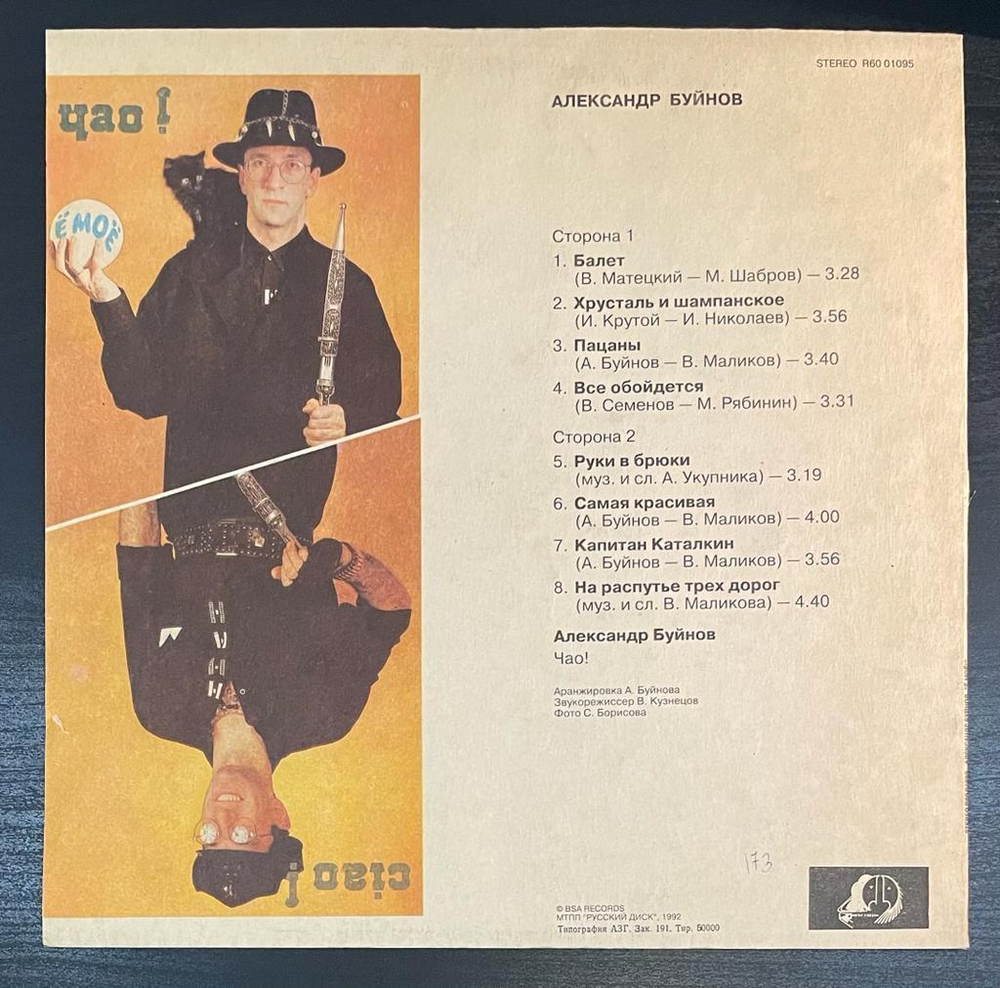 STEREO R60 01095
чао!
АЛЕКСАНДР БУЙНОВ
Ё МОЁ
Сторона 1
1. Балет
(В. Матецкий — М. Шабров) — 3.28
2. Хрусталь и шампанское
(И. Крутой — И. Николаев) — 3.56
3. Пацаны
(А. Буйнов — В. Маликов) — 3.40
4. Все обойдется
(В. Семенов — М. Рябинин) — 3.31
Сторона 2
5. Руки в брюки
(муз. и сл. А. Укупника) — 3.19
6. Самая красивая
(А. Буйнов — В. Маликов) — 4.00
7. Капитан Каталкин
(А. Буйнов — В. Маликов) — 3.56
8. На распутье трех дорог
(муз. и сл. В. Маликова) — 4.40
Александр Буйнов
Чао!
Аранжировка А. Буйнова
Звукорежиссер В. Кузнецов
Фото С. Борисова
ciao!
173
© BSA RECORDS
МТПП "РУССКИЙ ДИСК", 1992
Типография АЗГ. Зак. 191. Тир. 50000